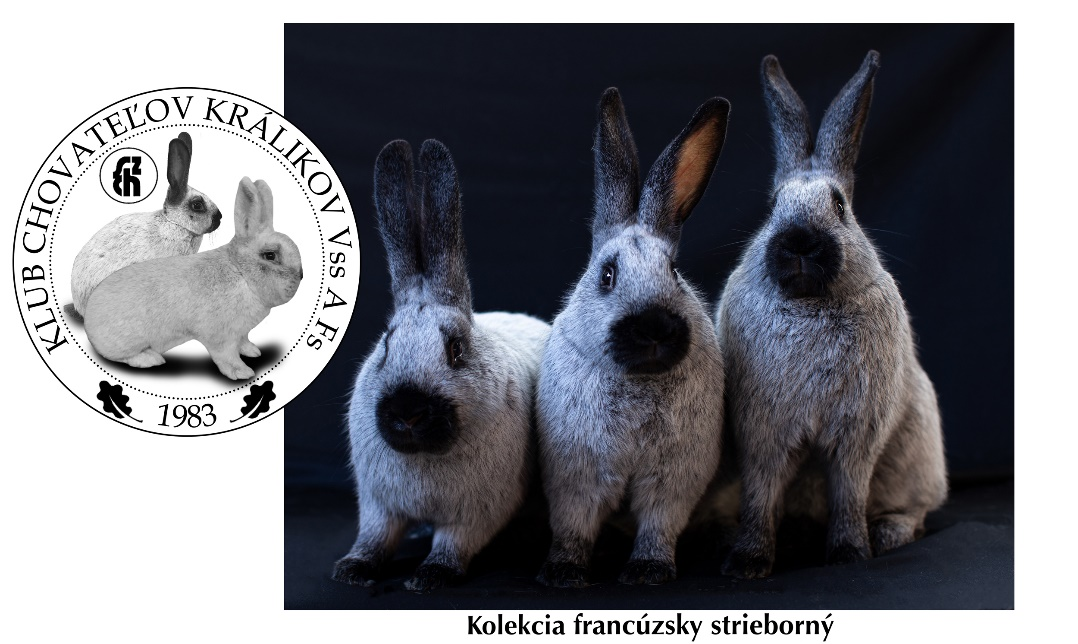 KLUB CHOVATEĽOV KRÁLIKOV Vss A Fs
1983
Kolekcia francúzsky strieborný